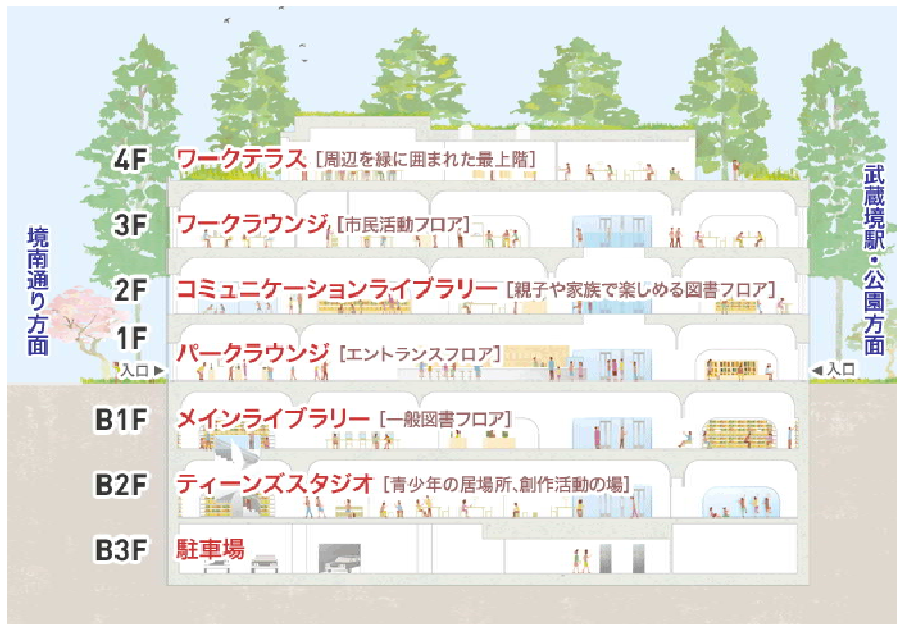 4F ワークテラス [周辺を緑に囲まれた最上階]
3F ワークラウンジ [市民活動フロア]
2F コミュニケーションライブラリー [親子や家族で楽しめる図書フロア]
1F パークラウンジ [エントランスフロア]
入口▶
◀入口
B1F メインライブラリー [一般図書フロア]
B2F ティーンズスタジオ [青少年の居場所、創作活動の場]
B3F 駐車場
境南通り方面
武蔵境駅・公園方面